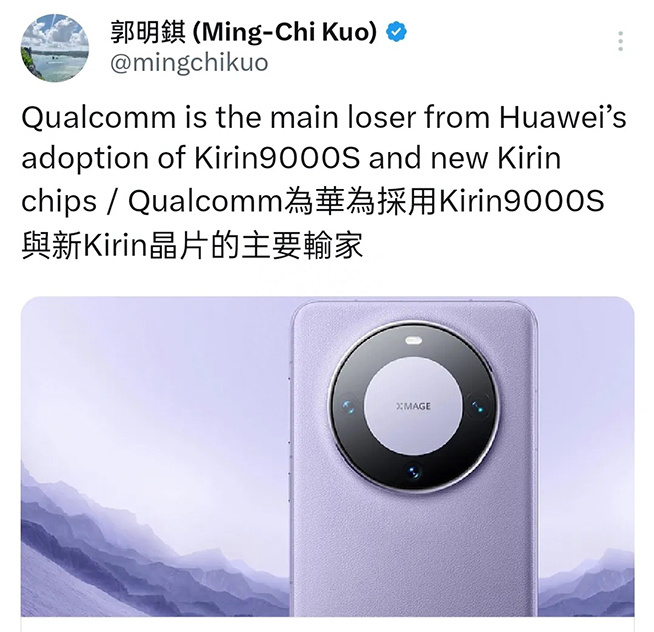 郭明錤 (Ming-Chi Kuo)
@mingchikuo
Qualcomm is the main loser from Huawei’s
adoption of Kirin9000S and new Kirin
chips / Qualcomm為華為採用Kirin9000S
與新Kirin晶片的主要輸家
XMAGE